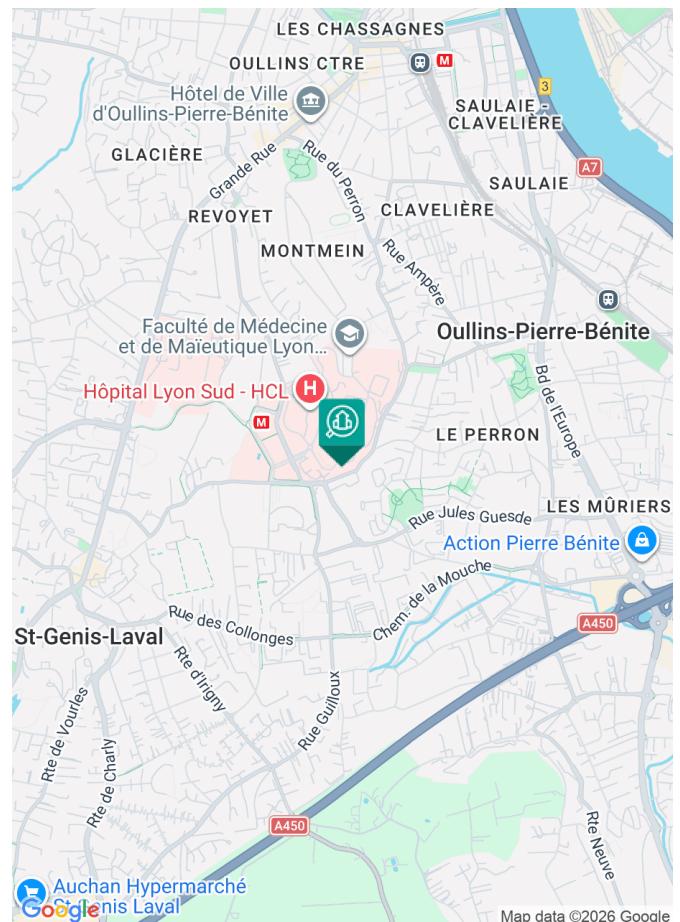 LES CHASSAGNES
OULLINS CTRE
M
Hôtel de Ville
d'Oullins-Pierre-Bénite
3
SAULAIE -
CLAVELIÈRE
GLACIÈRE
Grande Rue
Rue du Perron
A7
SAULAIE
REVOYET
CLAVELIÈRE
MONTMEIN
Rue Ampère
Faculté de Médecine
et de Maïeutique Lyon...
Oullins-Pierre-Bénite
Hôpital Lyon Sud - HCL
H
M
Bd de l'Europe
LE PERRON
LES MÛRIERS
Rue Jules Guesde
Action Pierre Bénite
Chem. de la Mouche
Rue des Collonges
A450
St-Genis-Laval
Rte d'Irigny
Rue Guilloux
Rte de Vourles
Rte de Charly
A450
Rte Neuve
Auchan Hypermarché
St-Genis Laval
Google
Map data ©2026 Google